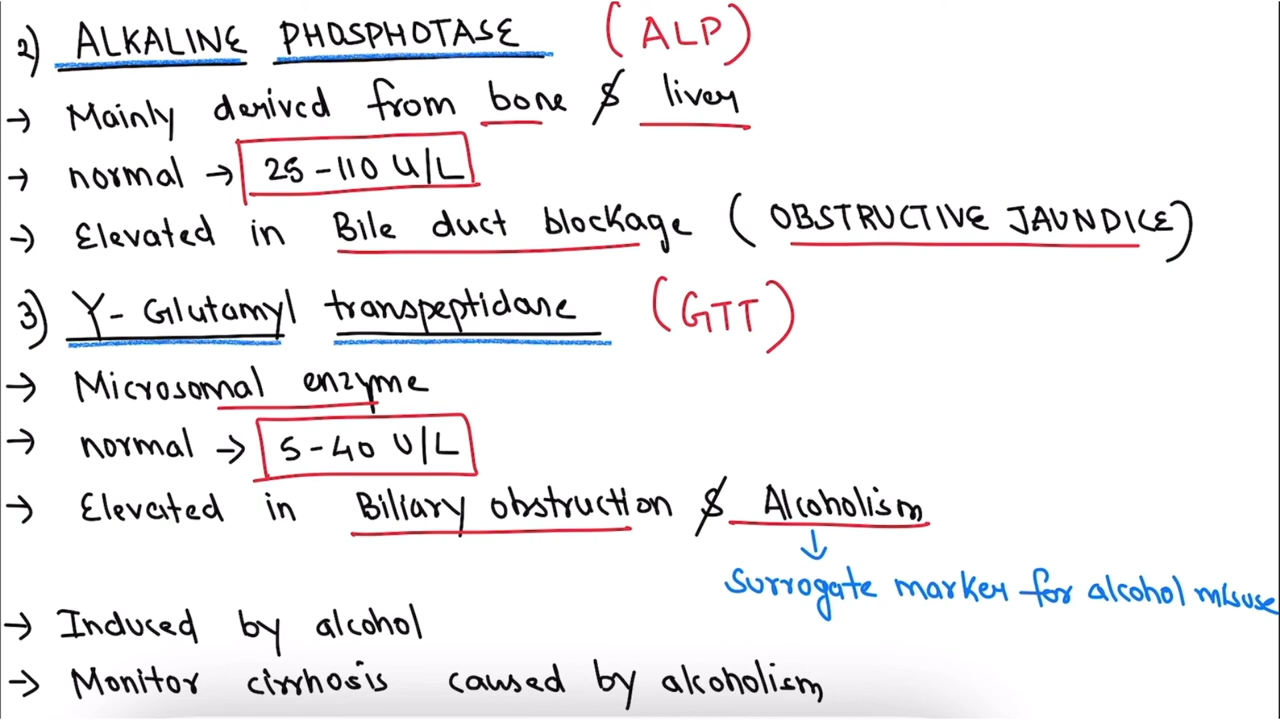 2) ALKALINE PHOSPHOTASE (ALP)
→ Mainly derived from bone & liver
→ normal → 25-110 U/L
→ Elevated in Bile duct blockage (OBSTRUCTIVE JAUNDICE)
3) γ- Glutamyl transpeptidase (GTT)
→ Microsomal enzyme
→ normal → 5-40 U/L
→ Elevated in Biliary obstruction & Alcoholism
↓
surrogate marker for alcohol misuse
→ Induced by alcohol
→ Monitor cirrhosis caused by alcoholism